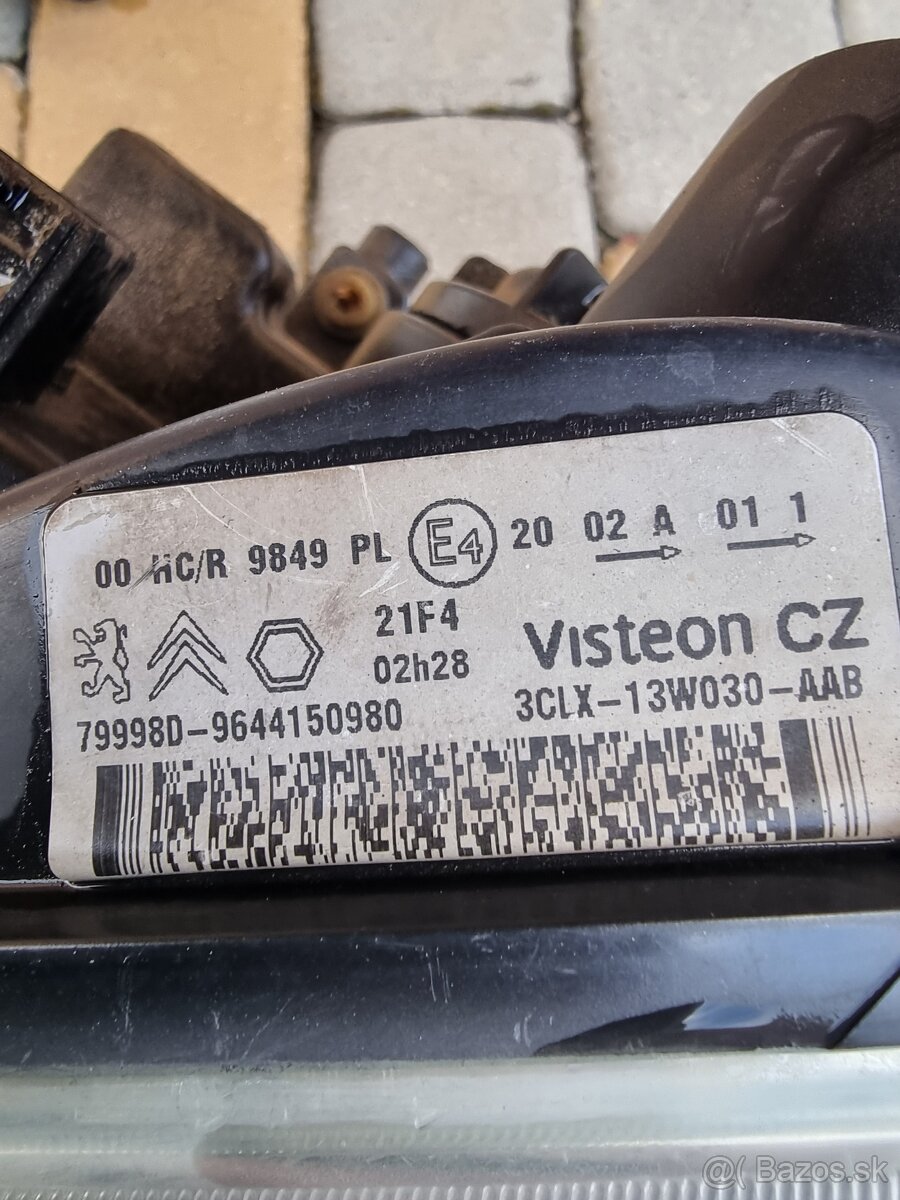 00 HC/R 9849 PL E4 20 02 A 01 1
21F4
02h28
Visteon CZ
79998D-9644150980
3CLX-13W030-AAB
@( Bazos.sk